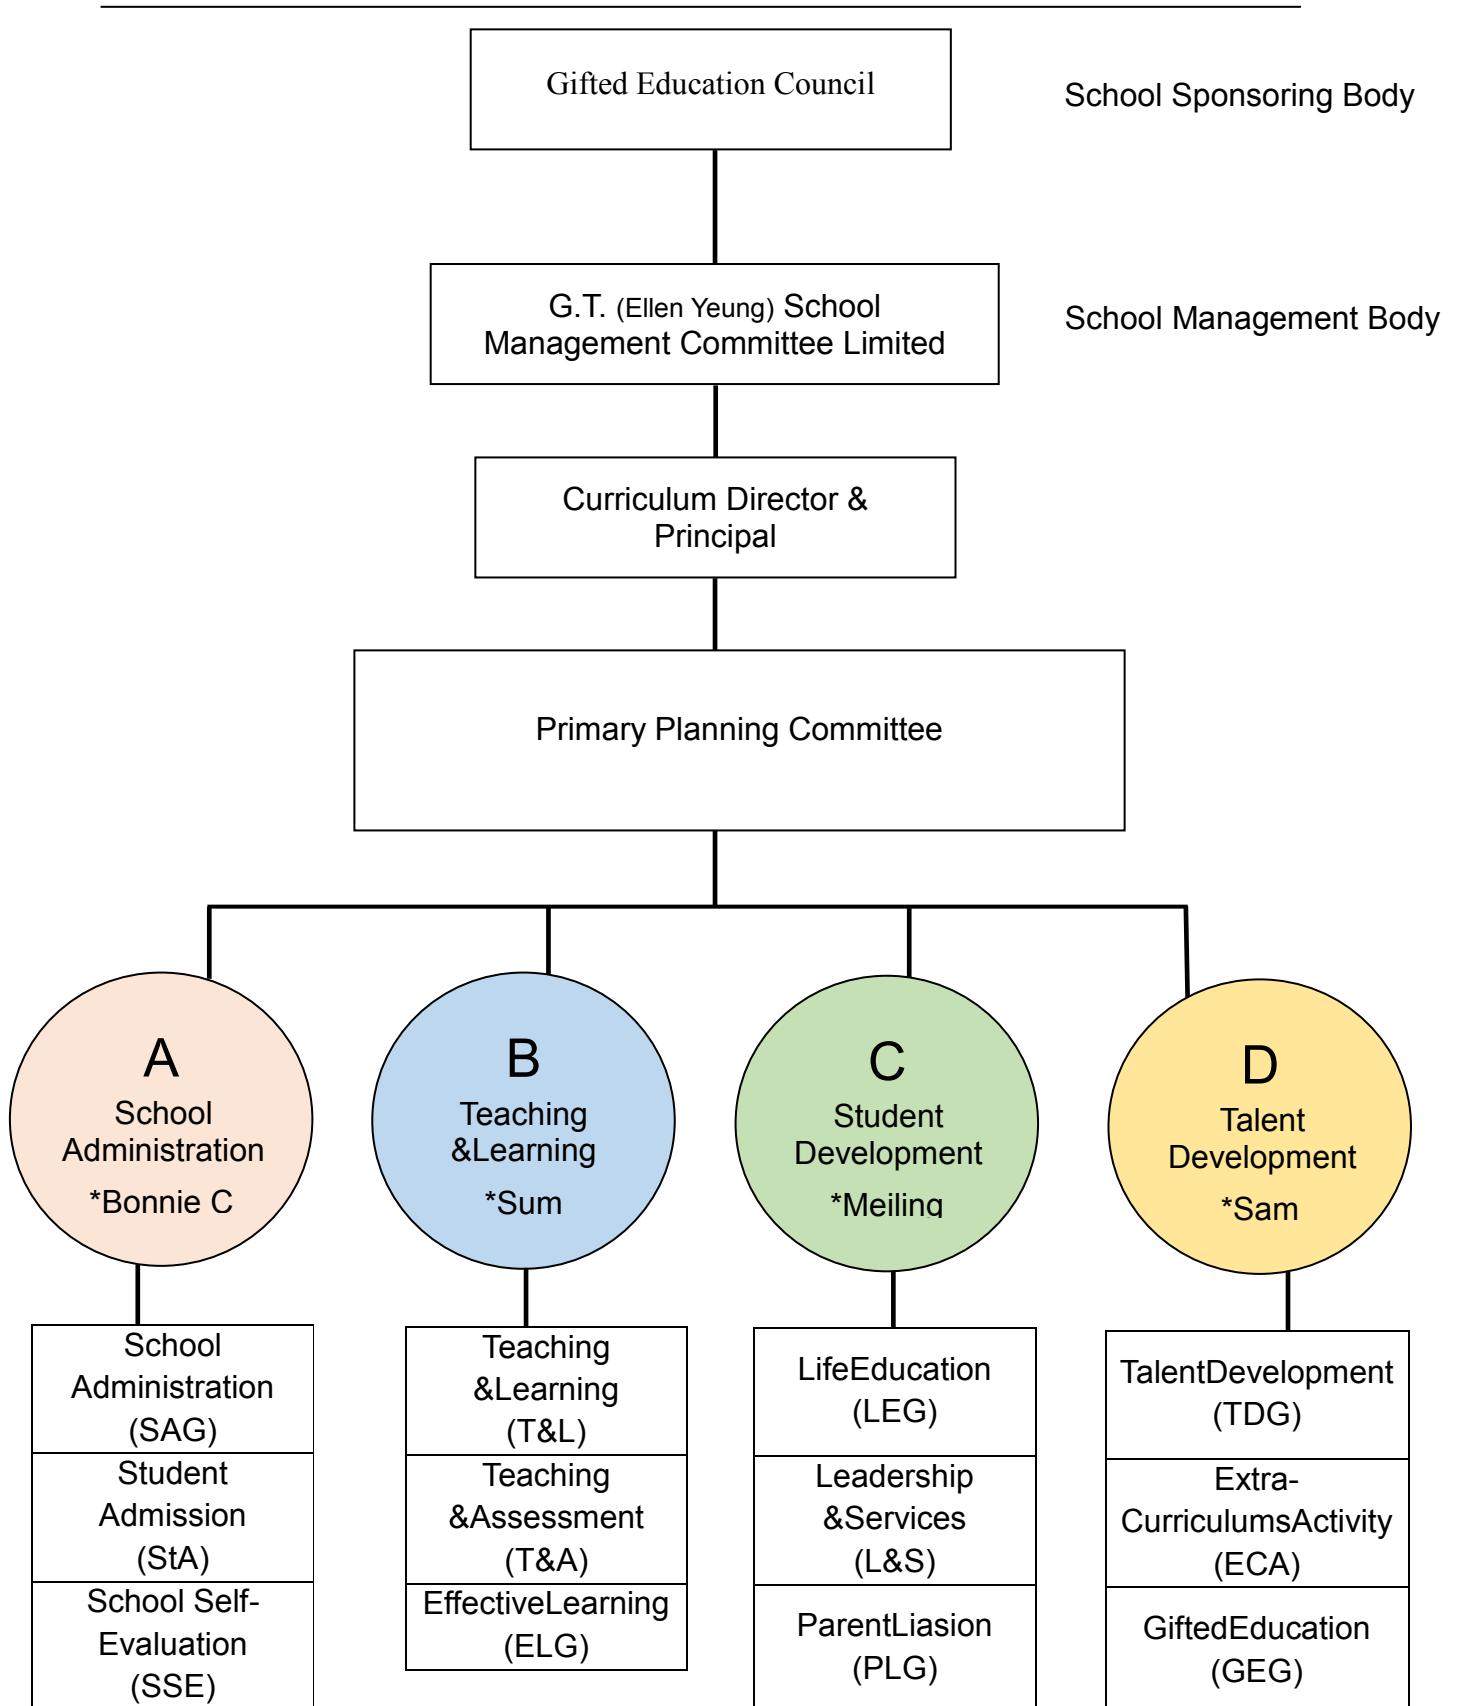 Gifted Education Council
School Sponsoring Body
G.T. (Ellen Yeung) School
Management Committee Limited
School Management Body
Curriculum Director &
Principal
Primary Planning Committee
A
School
Administration
*Bonnie C
B
Teaching
&Learning
*Sum
C
Student
Development
*Meiling
D
Talent
Development
*Sam
School
Administration
(SAG)
Student
Admission
(StA)
School Self-
Evaluation
(SSE)
Teaching
&Learning
(T&L)
Teaching
&Assessment
(T&A)
EffectiveLearning
(ELG)
LifeEducation
(LEG)
Leadership
&Services
(L&S)
ParentLiasion
(PLG)
TalentDevelopment
(TDG)
Extra-
CurriculumsActivity
(ECA)
GiftedEducation
(GEG)